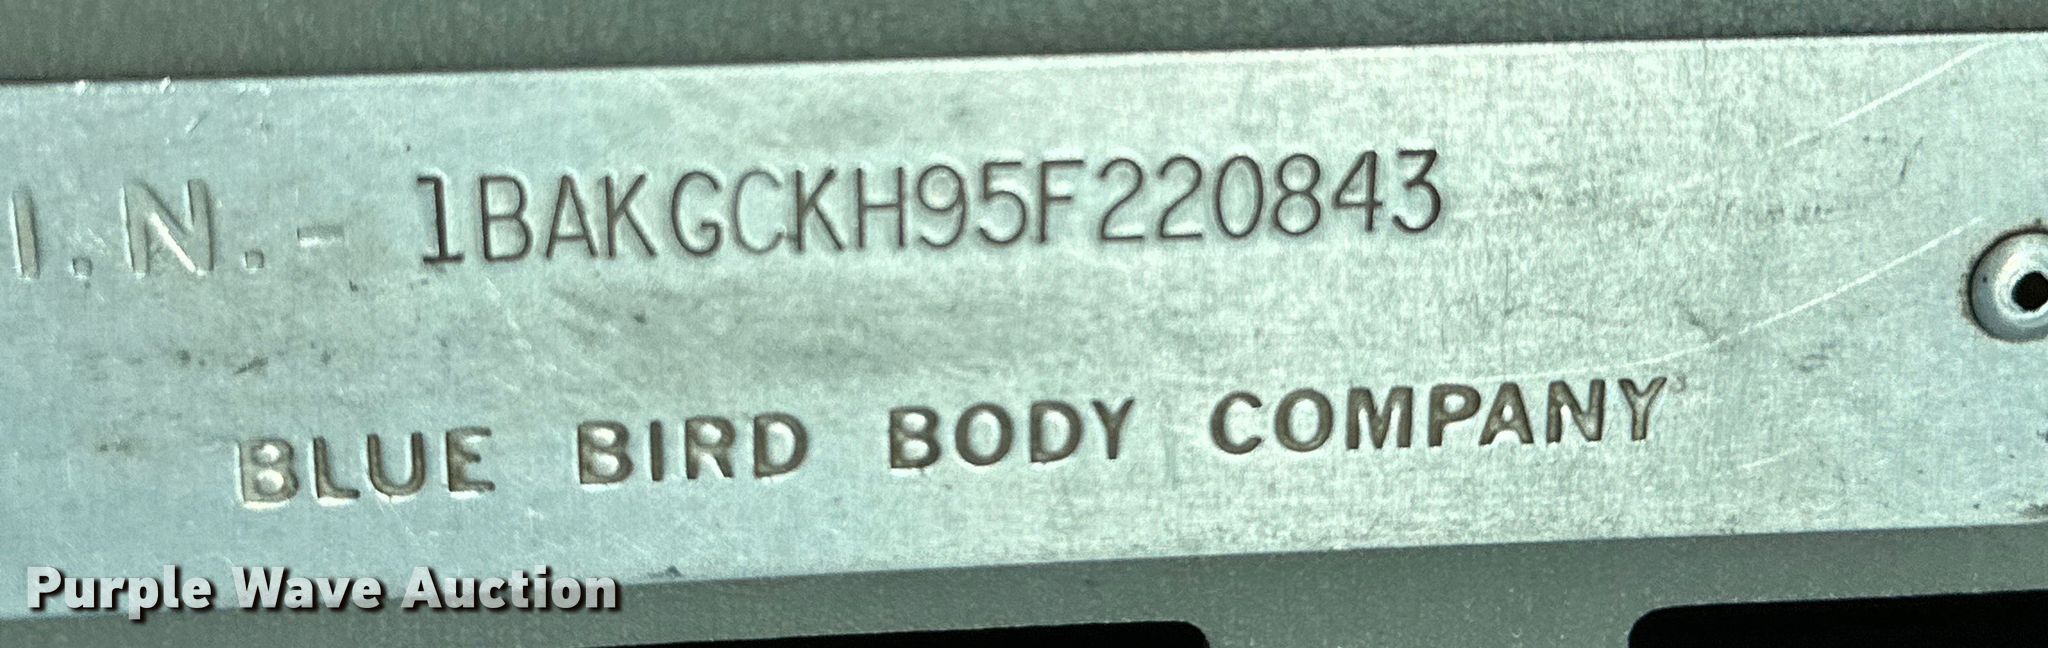 I.N.- 1BAKGCKH95F220843
BLUE BIRD BODY COMPANY
Purple Wave Auction